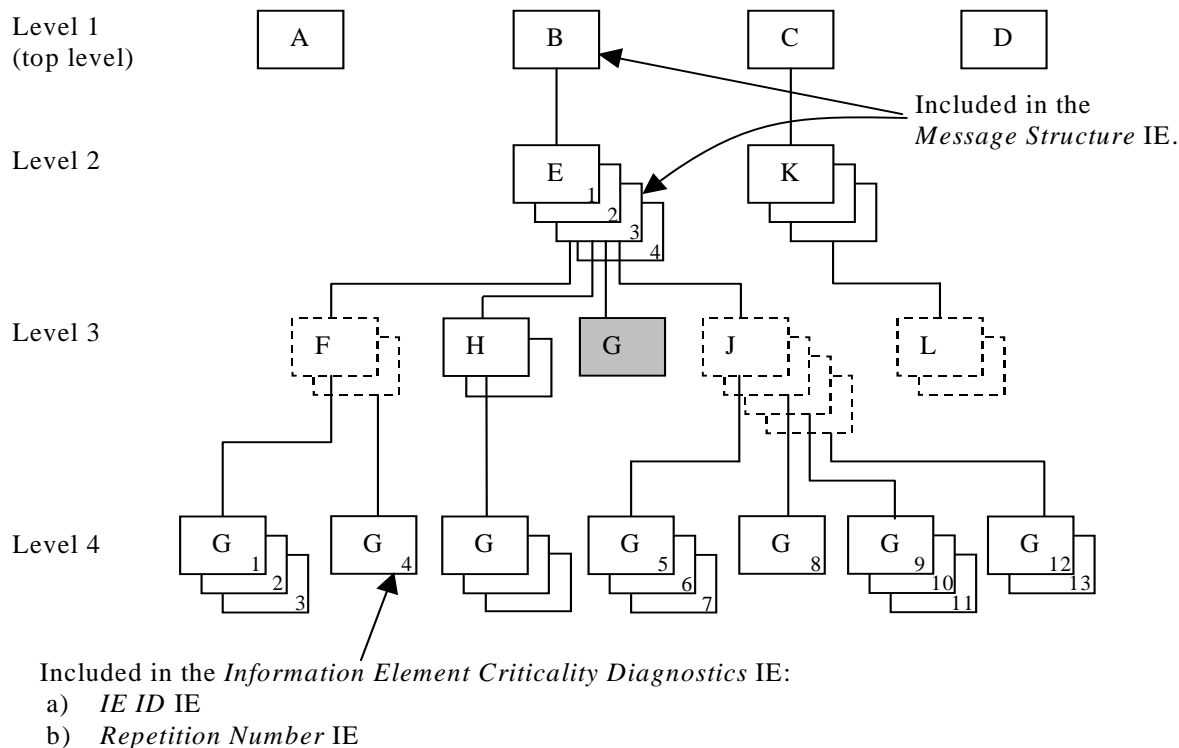 Level 1
(top level)
A B C D
Included in the
Message Structure IE.
Level 2
E 1 2 3 4
K
Level 3
F H G J L
Level 4
G 1 2 3
G 4
G
G 5 6 7
G 8
G 9 10 11
G 12 13
Included in the Information Element Criticality Diagnostics IE:
a) IE ID IE
b) Repetition Number IE